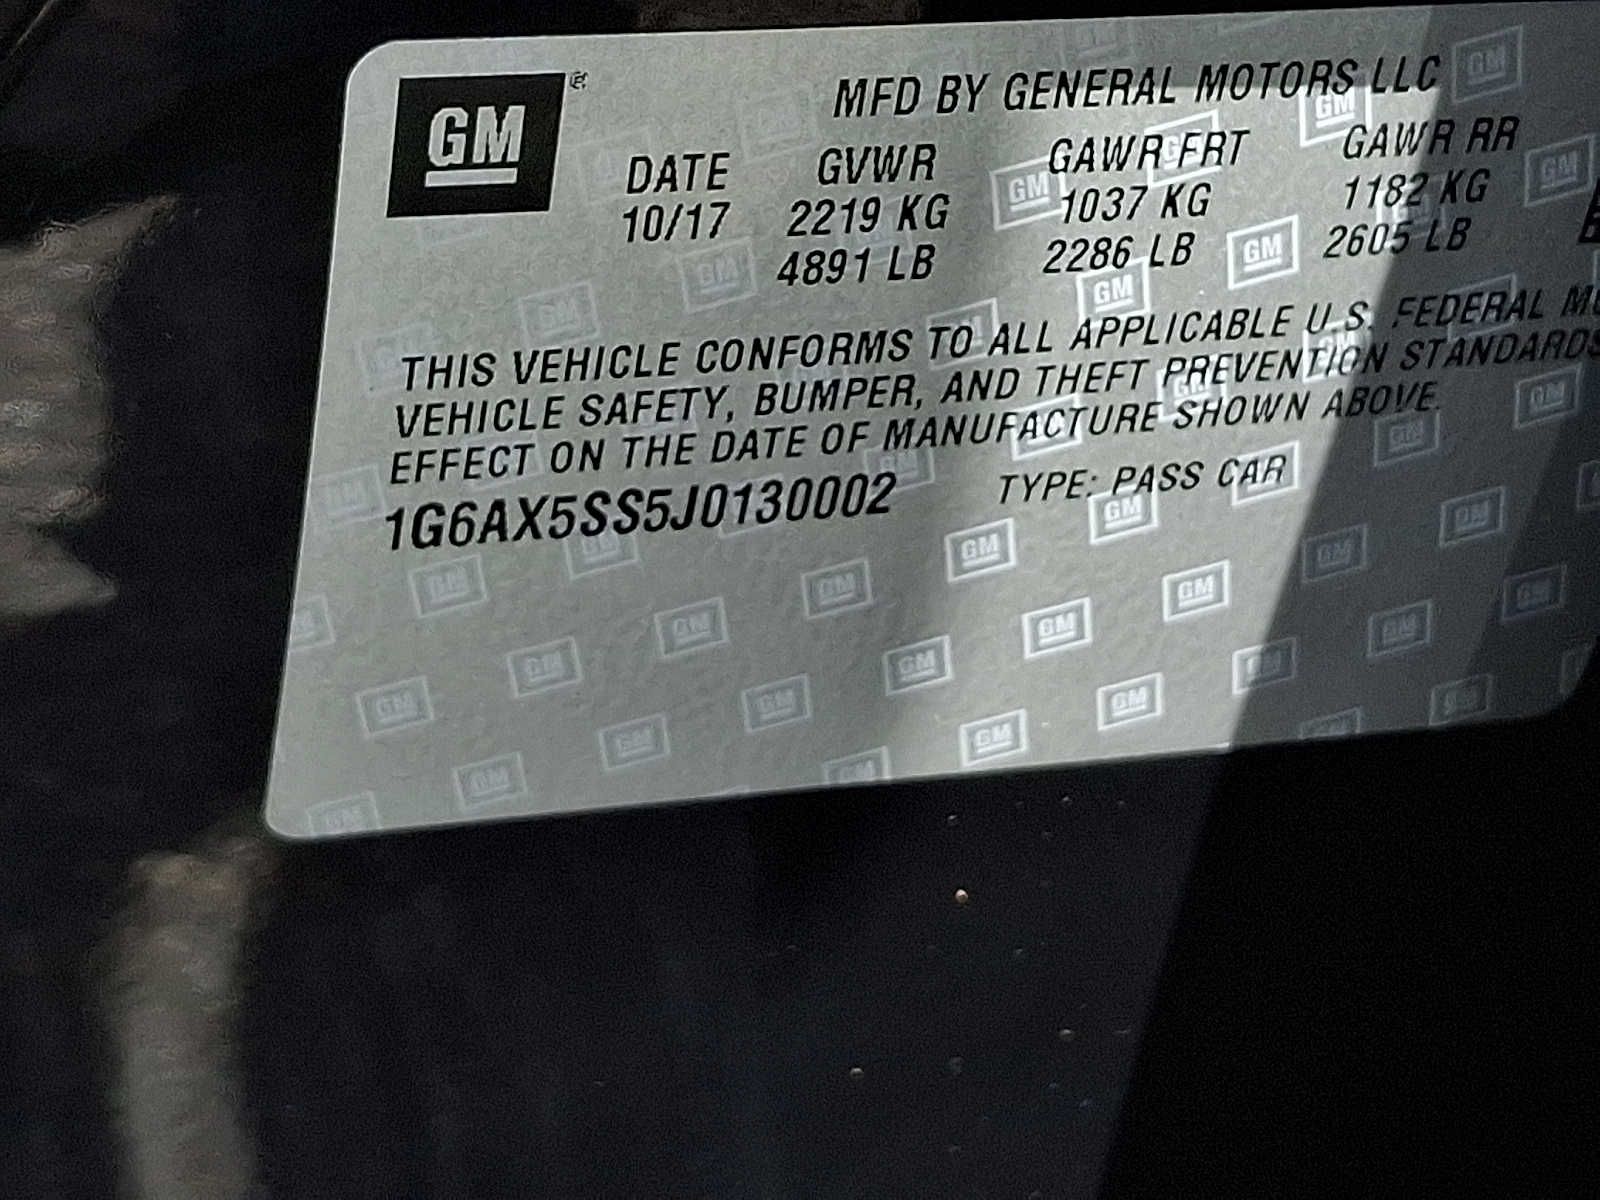 GM
MFD BY GENERAL MOTORS LLC
DATE GVWR GAWR FRT GAWR RR
10/17 2219 KG 1037 KG 1182 KG
4891 LB 2286 LB 2605 LB
THIS VEHICLE CONFORMS TO ALL APPLICABLE U.S. FEDERAL
VEHICLE SAFETY, BUMPER, AND THEFT PREVENTION STANDARDS
EFFECT ON THE DATE OF MANUFACTURE SHOWN ABOVE.
1G6AX5SS5J0130002 TYPE: PASS CAR